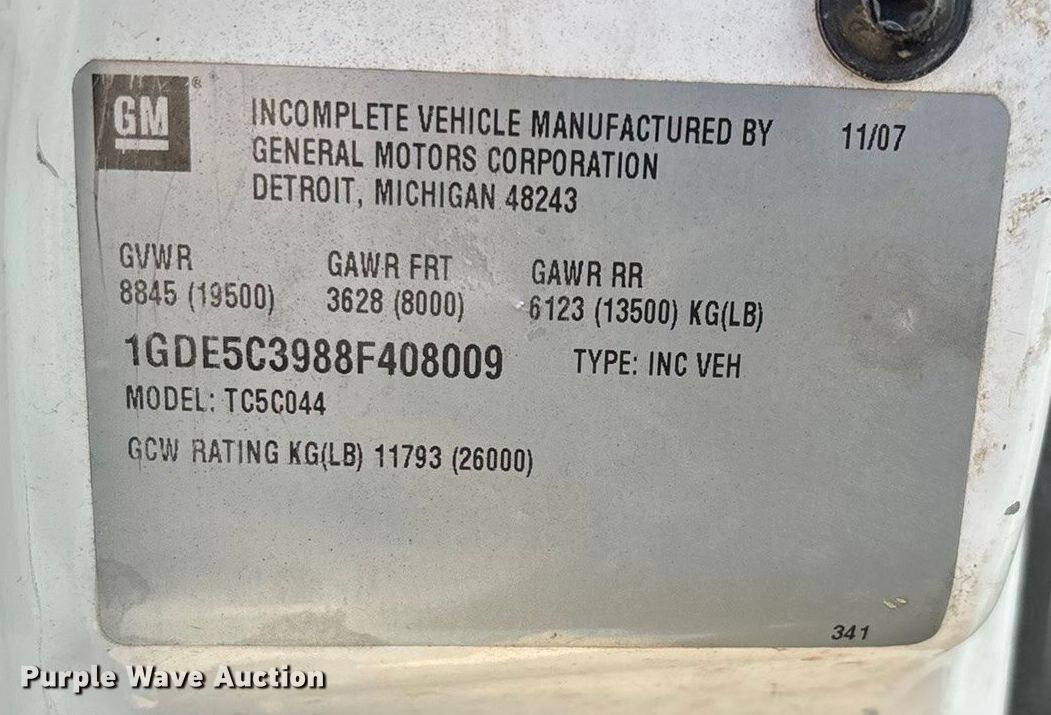 GM ®
INCOMPLETE VEHICLE MANUFACTURED BY 11/07
GENERAL MOTORS CORPORATION
DETROIT, MICHIGAN 48243
GVWR GAWR FRT GAWR RR
8845 (19500) 3628 (8000) 6123 (13500) KG(LB)
1GDE5C3988F408009 TYPE: INC VEH
MODEL: TC5C044
GCW RATING KG(LB) 11793 (26000)
341
Purple Wave Auction